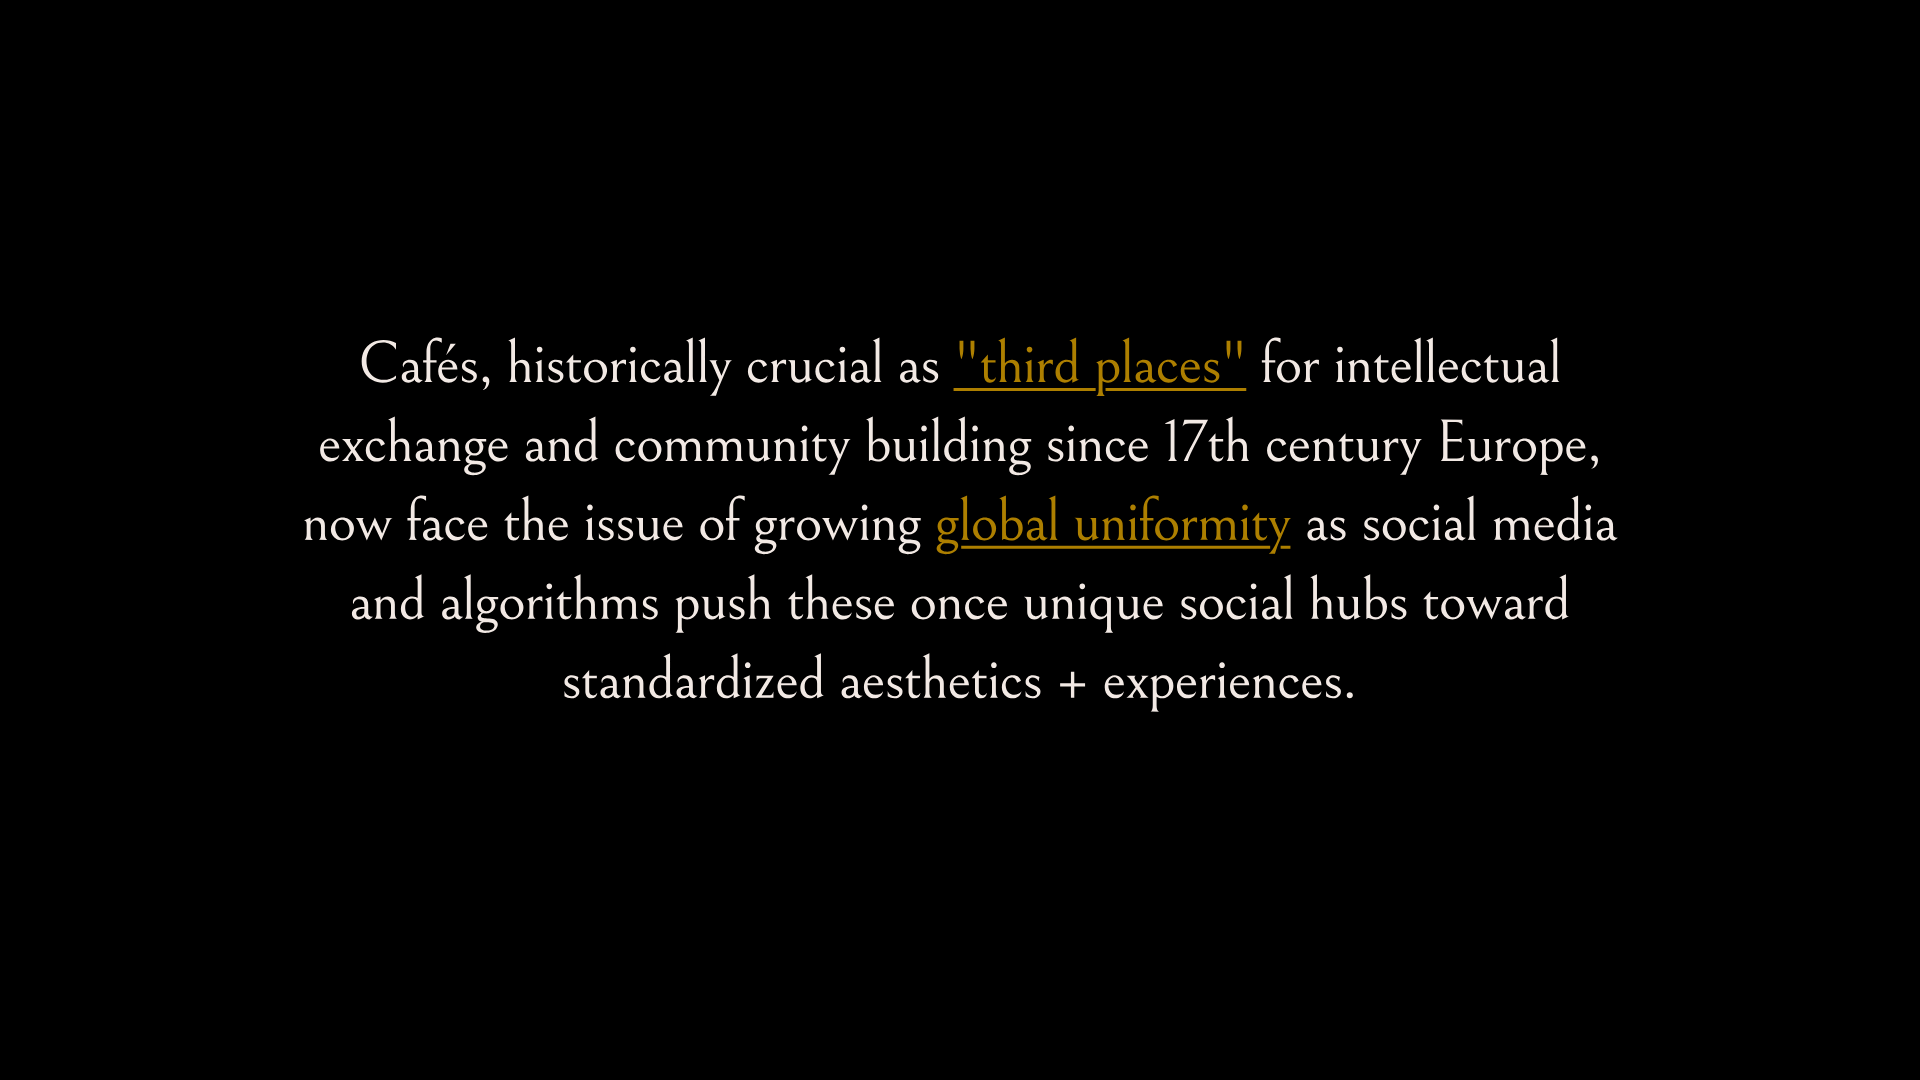 Cafés, historically crucial as "third places" for intellectual
exchange and community building since 17th century Europe,
now face the issue of growing global uniformity as social media
and algorithms push these once unique social hubs toward
standardized aesthetics + experiences.